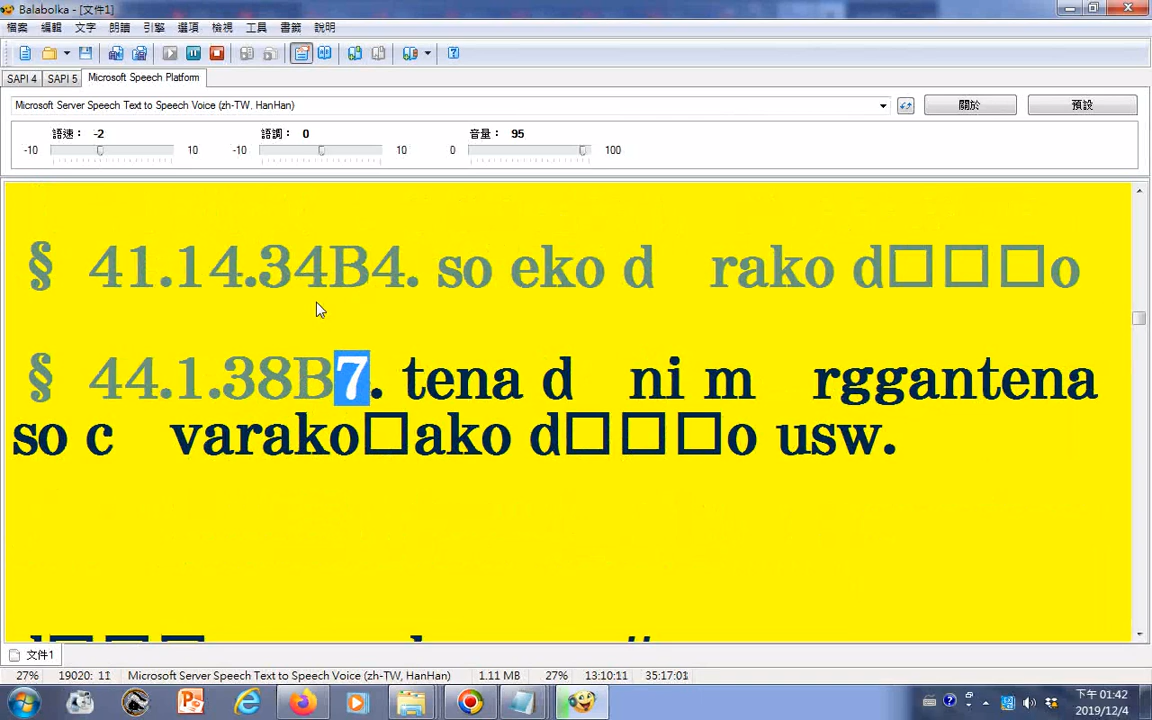 Balabolka - [文件1]
檔案 編輯 文字 朗讀 引擎 選項 檢視 工具 書籤 說明
SAPI 4 SAPI 5 Microsoft Speech Platform
Microsoft Server Speech Text to Speech Voice (zh-TW, HanHan) 關於 預設
語速： -2 語調： 0 音量： 95
-10 10 -10 10 0 100
§ 41.14.34B4. so eko d rako d□□□o
§ 44.1.38B7. tena d ni m rggantena
so c varako□ako d□□□o usw.
文件1
27% 19020: 11 Microsoft Server Speech Text to Speech Voice (zh-TW, HanHan) 1.11 MB 27% 13:10:11 35:17:01
下午 01:42
2019/12/4